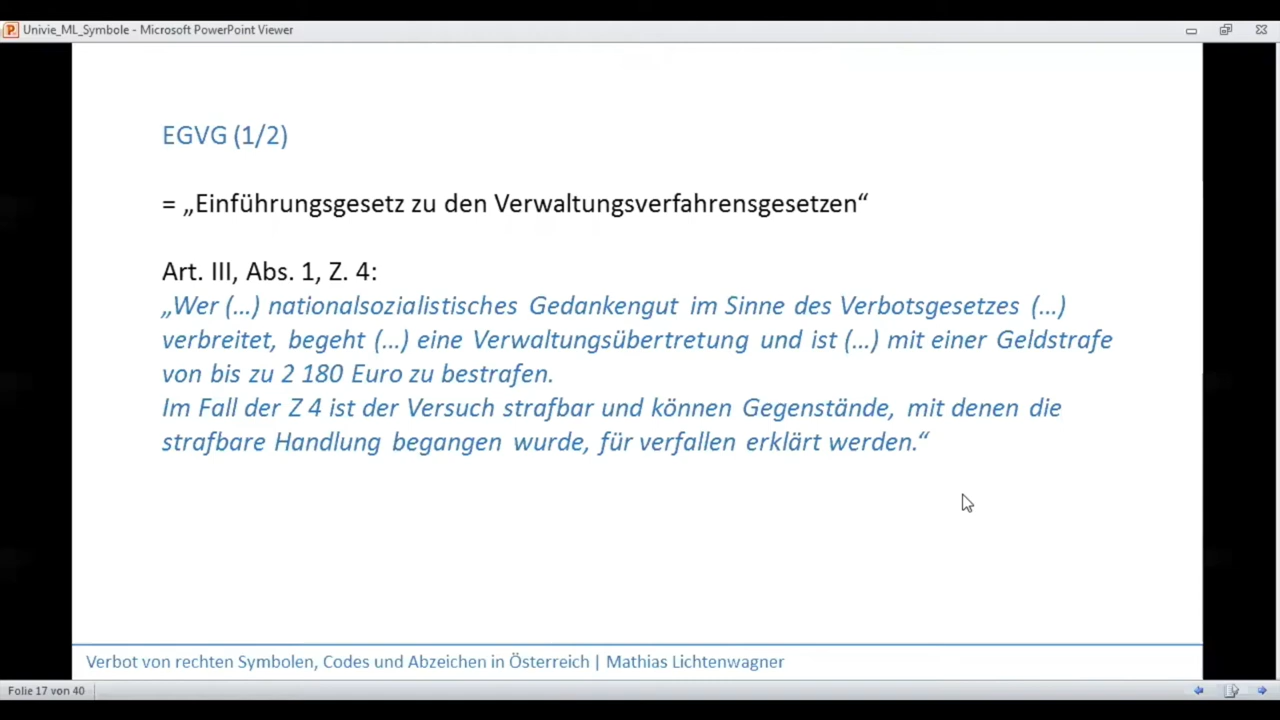 Univie_ML_Symbole - Microsoft PowerPoint Viewer
EGVG (1/2)
= „Einführungsgesetz zu den Verwaltungsverfahrensgesetzen“
Art. III, Abs. 1, Z. 4:
„Wer (…) nationalsozialistisches Gedankengut im Sinne des Verbotsgesetzes (…)
verbreitet, begeht (…) eine Verwaltungsübertretung und ist (…) mit einer Geldstrafe
von bis zu 2 180 Euro zu bestrafen.
Im Fall der Z 4 ist der Versuch strafbar und können Gegenstände, mit denen die
strafbare Handlung begangen wurde, für verfallen erklärt werden.“
Verbot von rechten Symbolen, Codes und Abzeichen in Österreich | Mathias Lichtenwagner
Folie 17 von 40